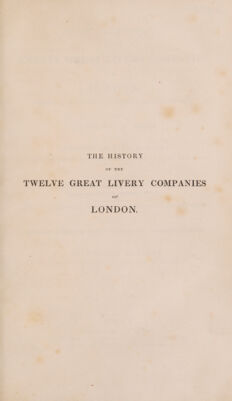 THE HISTORY
OF THE
TWELVE GREAT LIVERY COMPANIES
OF
LONDON.